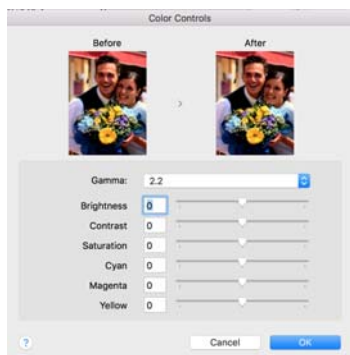 Color Controls
Before After
Gamma: 2.2
Brightness 0
Contrast 0
Saturation 0
Cyan 0
Magenta 0
Yellow 0
? Cancel OK